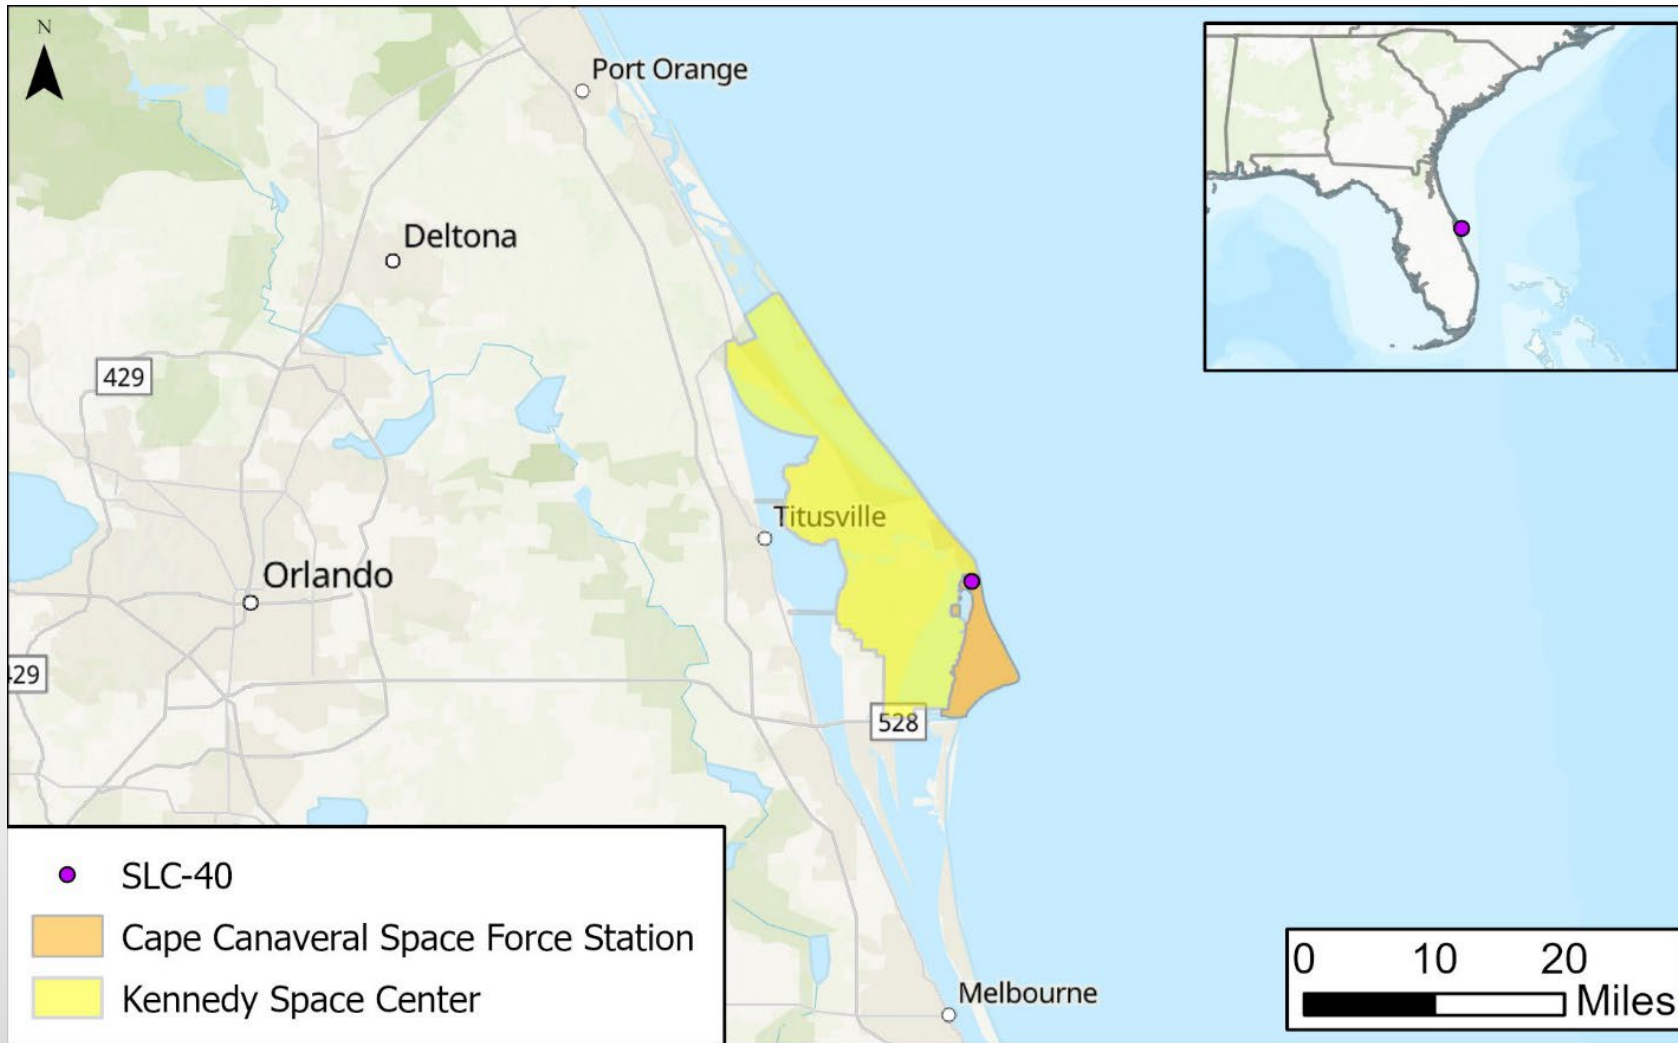 N
Port Orange
Deltona
429
Titusville
Orlando
429
528
SLC-40
Cape Canaveral Space Force Station
Kennedy Space Center
Melbourne
0 10 20
Miles